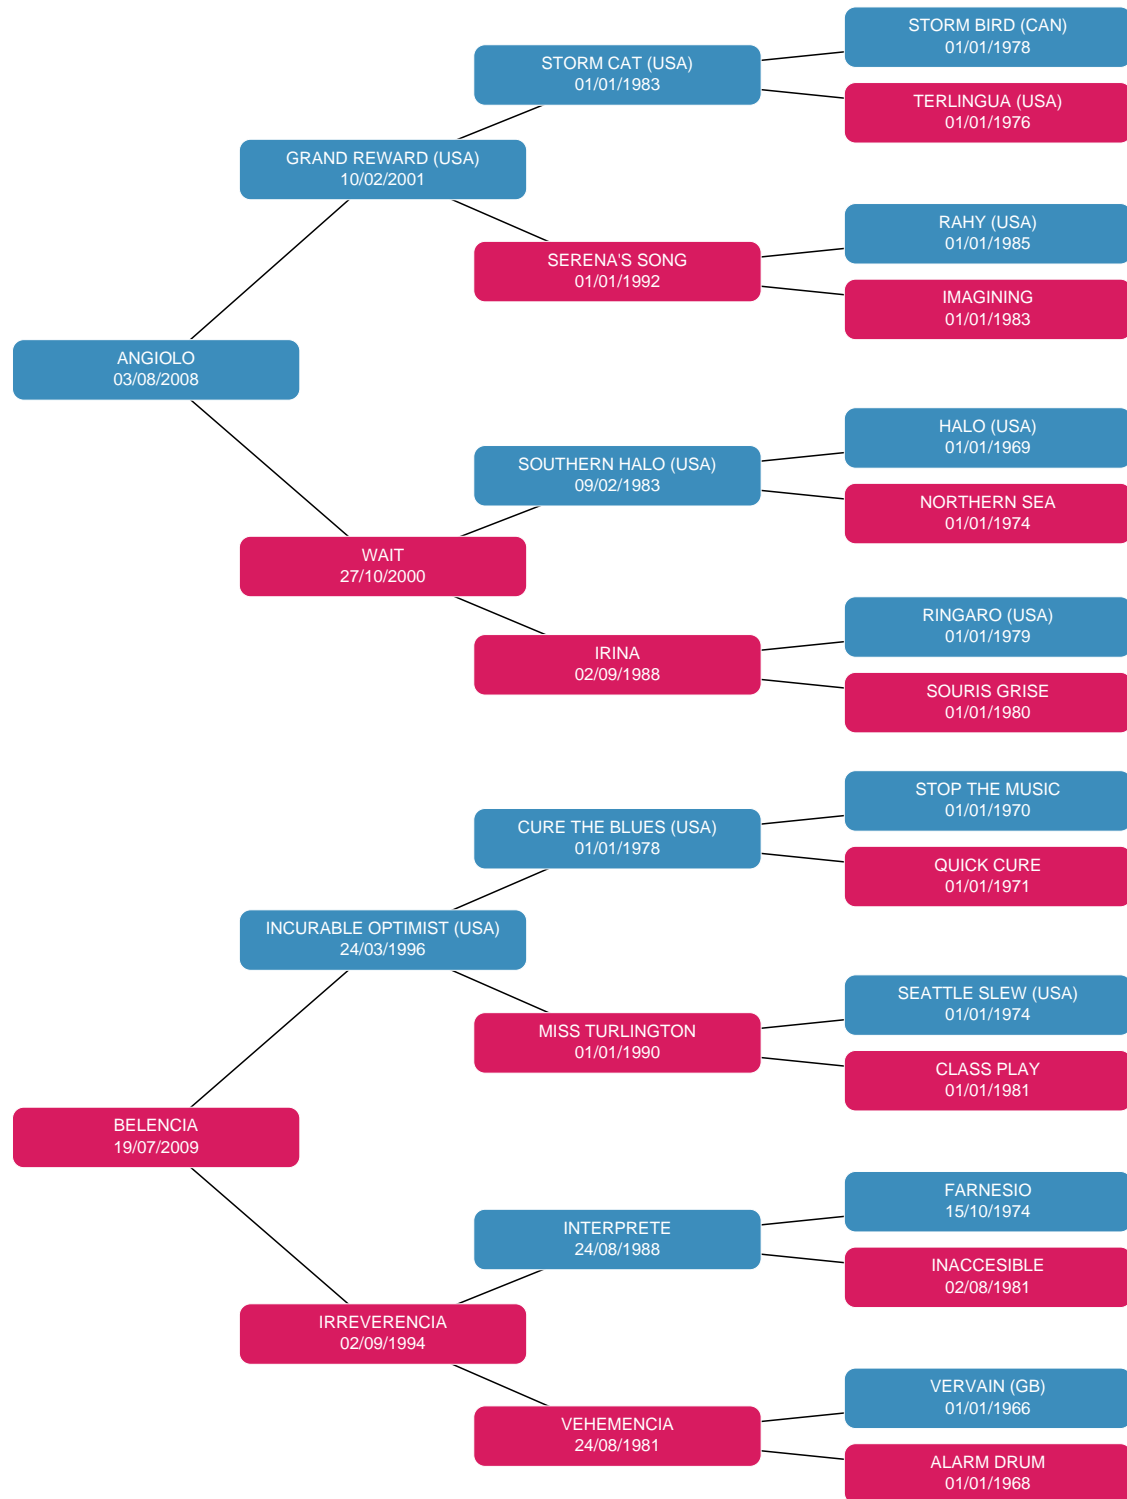 STORM BIRD (CAN)
01/01/1978
STORM CAT (USA)
01/01/1983
TERLINGUA (USA)
01/01/1976
GRAND REWARD (USA)
10/02/2001
RAHY (USA)
01/01/1985
SERENA'S SONG
01/01/1992
IMAGINING
01/01/1983
ANGIOLO
03/08/2008
HALO (USA)
01/01/1969
SOUTHERN HALO (USA)
09/02/1983
NORTHERN SEA
01/01/1974
WAIT
27/10/2000
RINGARO (USA)
01/01/1979
IRINA
02/09/1988
SOURIS GRISE
01/01/1980
STOP THE MUSIC
01/01/1970
CURE THE BLUES (USA)
01/01/1978
QUICK CURE
01/01/1971
INCURABLE OPTIMIST (USA)
24/03/1996
SEATTLE SLEW (USA)
01/01/1974
MISS TURLINGTON
01/01/1990
CLASS PLAY
01/01/1981
BELENCIA
19/07/2009
FARNESIO
15/10/1974
INTERPRETE
24/08/1988
INACCESIBLE
02/08/1981
IRREVERENCIA
02/09/1994
VERVAIN (GB)
01/01/1966
VEHEMENCIA
24/08/1981
ALARM DRUM
01/01/1968